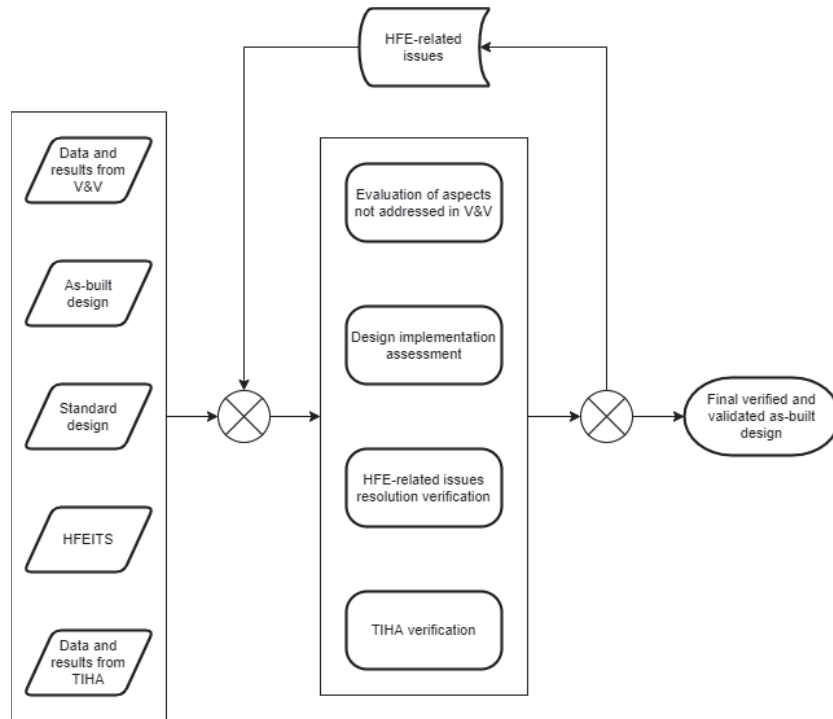 HFE-related
issues
Data and
results from
V&V
As-built
design
Standard
design
HFEITS
Data and
results from
TIHA
Evaluation of aspects
not addressed in V&V
Design implementation
assessment
HFE-related issues
resolution verification
TIHA verification
Final verified and
validated as-built
design